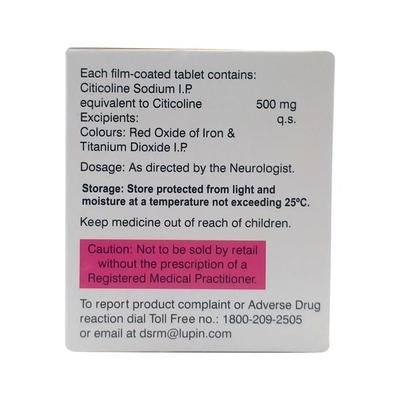 Each film-coated tablet contains:
Citicoline Sodium I.P.
equivalent to Citicoline 500 mg
Excipients: q.s.
Colours: Red Oxide of Iron &
Titanium Dioxide I.P.
Dosage: As directed by the Neurologist.
Storage: Store protected from light and
moisture at a temperature not exceeding 25ºC.
Keep medicine out of reach of children.
Caution: Not to be sold by retail
without the prescription of a
Registered Medical Practitioner.
To report product complaint or Adverse Drug
reaction dial Toll Free no.: 1800-209-2505
or email at dsrm@lupin.com